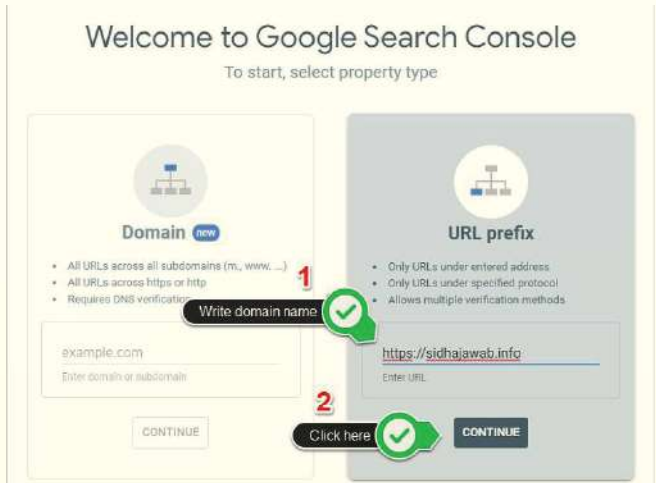 Welcome to Google Search Console
To start, select property type
Domain new
All URLs across all subdomains (m., www. ...)
All URLs across https or http
Requires DNS verification
example.com
Enter domain or subdomain
CONTINUE
URL prefix
Only URLs under entered address
Only URLs under specified protocol
Allows multiple verification methods
1
Write domain name
https://sidhajawab.info
Enter URL
2
Click here
CONTINUE